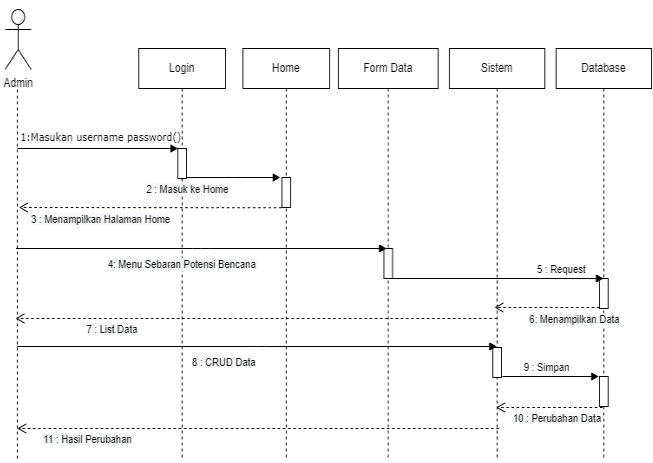 Admin
Login
Home
Form Data
Sistem
Database
1:Masukan username password()
2 : Masuk ke Home
3 : Menampilkan Halaman Home
4: Menu Sebaran Potensi Bencana
5 : Request
6: Menampilkan Data
7 : List Data
8 : CRUD Data
9 : Simpan
10 : Perubahan Data
11 : Hasil Perubahan